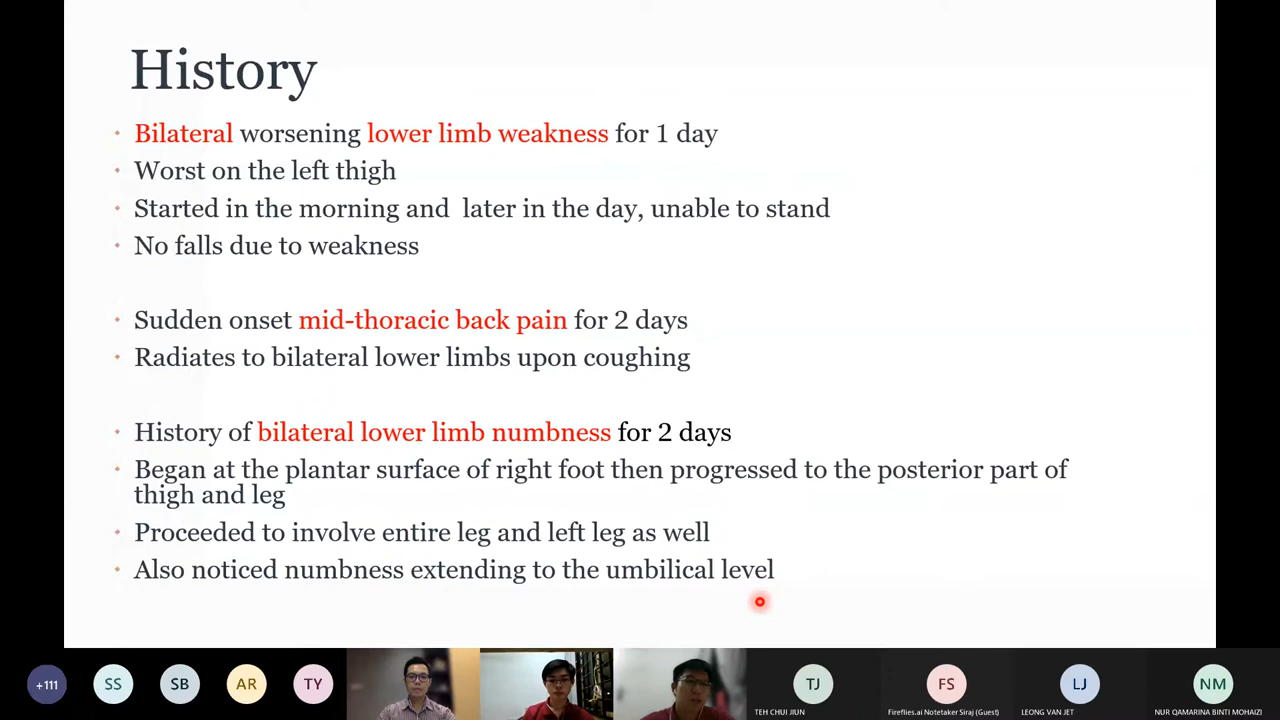 History
Bilateral worsening lower limb weakness for 1 day
Worst on the left thigh
Started in the morning and  later in the day, unable to stand
No falls due to weakness
Sudden onset mid-thoracic back pain for 2 days
Radiates to bilateral lower limbs upon coughing
History of bilateral lower limb numbness for 2 days
Began at the plantar surface of right foot then progressed to the posterior part of
thigh and leg
Proceeded to involve entire leg and left leg as well
Also noticed numbness extending to the umbilical level
+111 SS SB AR TY TJ FS LJ NM
TEH CHUI JIUN Fireflies.ai Notetaker Siraj (Guest) LEONG VAN JET NUR QAMARINA BINTI MOHAIZI